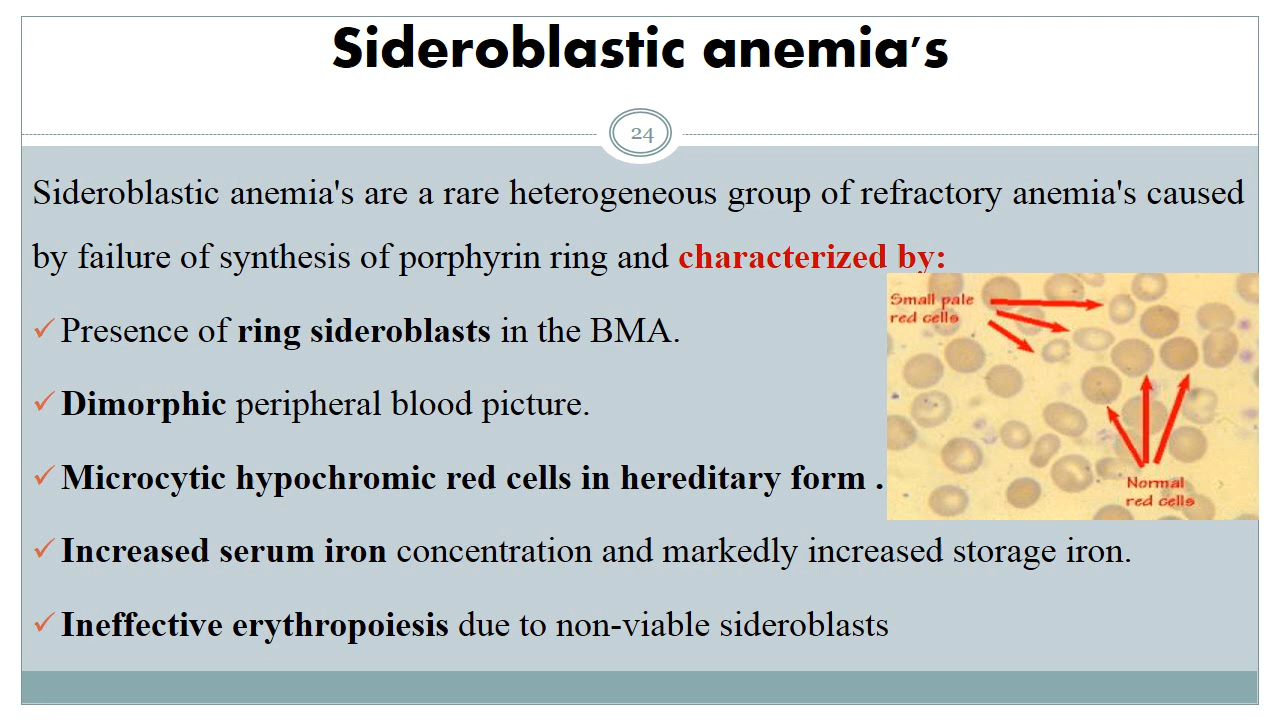 Sideroblastic anemia's
24
Sideroblastic anemia's are a rare heterogeneous group of refractory anemia's caused
by failure of synthesis of porphyrin ring and characterized by:
✓ Presence of ring sideroblasts in the BMA.
✓ Dimorphic peripheral blood picture.
✓ Microcytic hypochromic red cells in hereditary form .
✓ Increased serum iron concentration and markedly increased storage iron.
✓ Ineffective erythropoiesis due to non-viable sideroblasts
Small pale
red cells
Normal
red cells